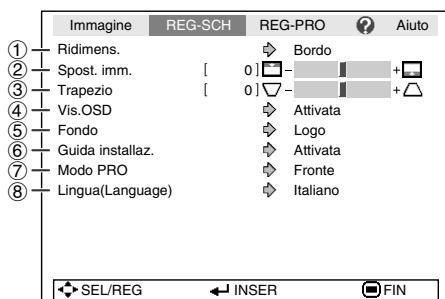 Immagine REG-SCH REG-PRO ? Aiuto
① Ridimens. Bordo
② Spost. imm. [ 0 ] − +
③ Trapezio [ 0 ] − +
④ Vis.OSD Attivata
⑤ Fondo Logo
⑥ Guida installaz. Attivata
⑦ Modo PRO Fronte
⑧ Lingua(Language) Italiano
SEL/REG INSER FIN